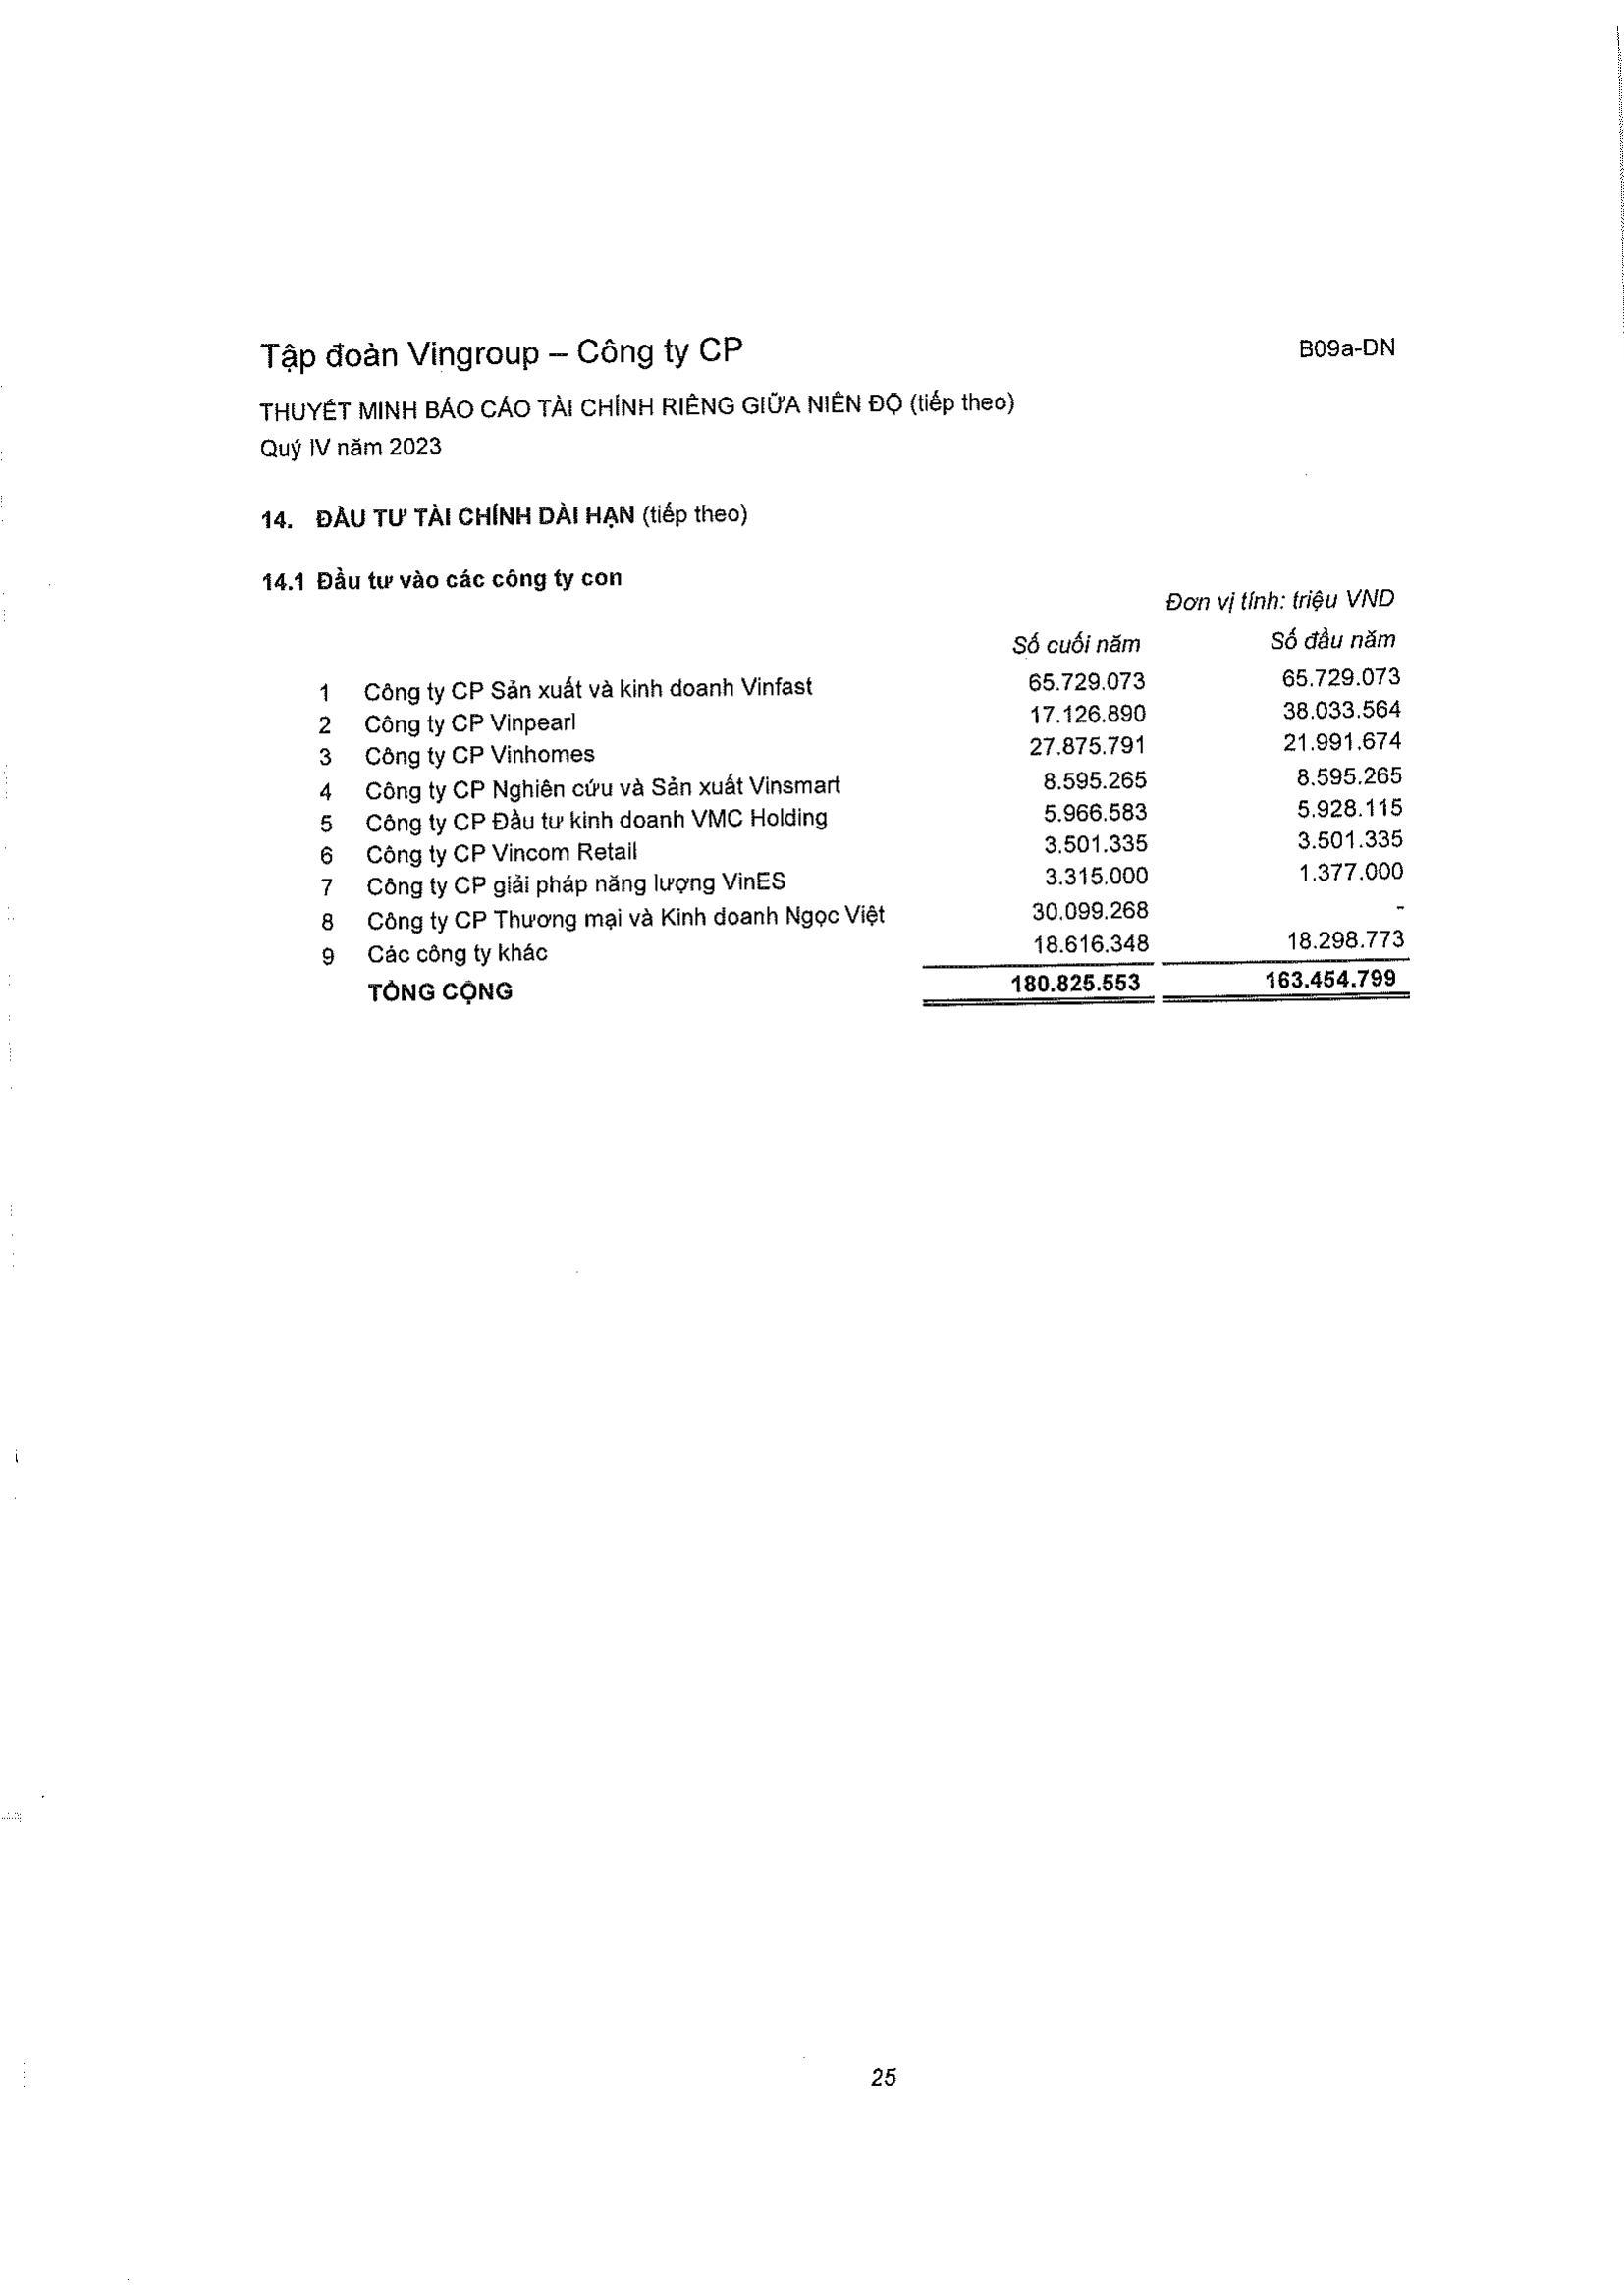 Tập đoàn Vingroup – Công ty CP B09a-DN
THUYẾT MINH BÁO CÁO TÀI CHÍNH RIÊNG GIỮA NIÊN ĐỘ (tiếp theo)
Quý IV năm 2023
14. ĐẦU TƯ TÀI CHÍNH DÀI HẠN (tiếp theo)
14.1 Đầu tư vào các công ty con
Đơn vị tính: triệu VND
Số cuối năm Số đầu năm
1 Công ty CP Sản xuất và kinh doanh Vinfast 65.729.073 65.729.073
2 Công ty CP Vinpearl 17.126.890 38.033.564
3 Công ty CP Vinhomes 27.875.791 21.991.674
4 Công ty CP Nghiên cứu và Sản xuất Vinsmart 8.595.265 8.595.265
5 Công ty CP Đầu tư kinh doanh VMC Holding 5.966.583 5.928.115
6 Công ty CP Vincom Retail 3.501.335 3.501.335
7 Công ty CP giải pháp năng lượng VinES 3.315.000 1.377.000
8 Công ty CP Thương mại và Kinh doanh Ngọc Việt 30.099.268 -
9 Các công ty khác 18.616.348 18.298.773
TỔNG CỘNG 180.825.553 163.454.799
25